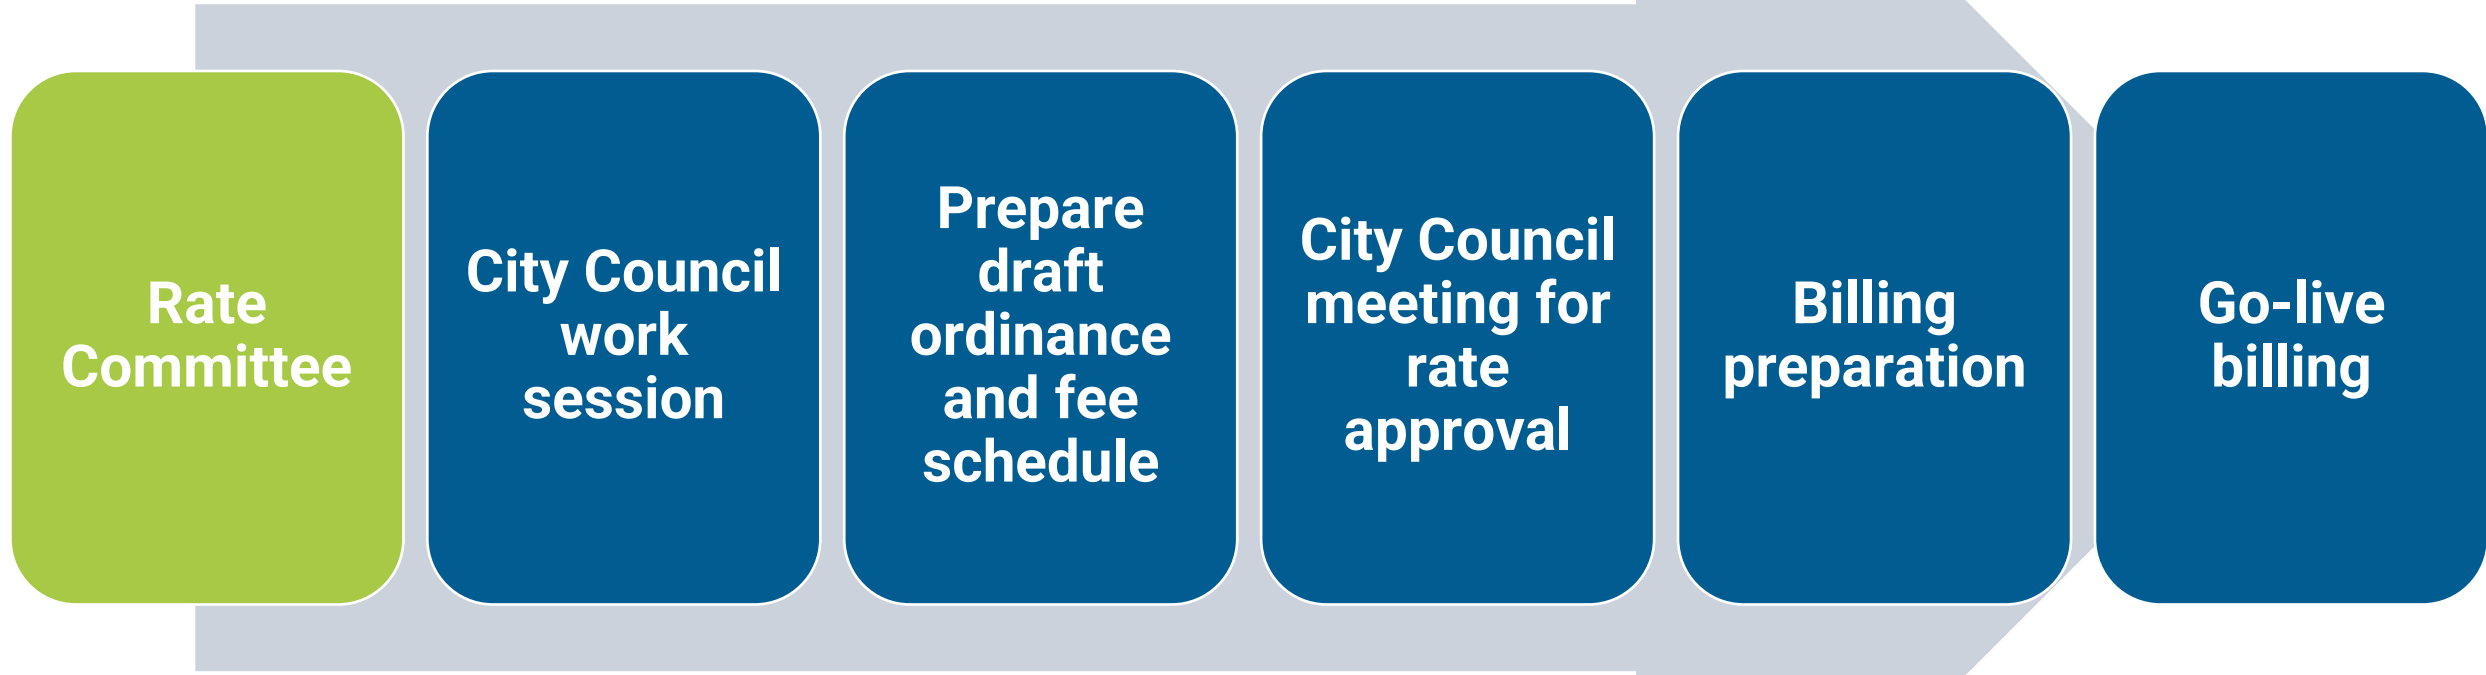 Rate
Committee
City Council
work
session
Prepare
draft
ordinance
and fee
schedule
City Council
meeting for
rate
approval
Billing
preparation
Go-live
billing